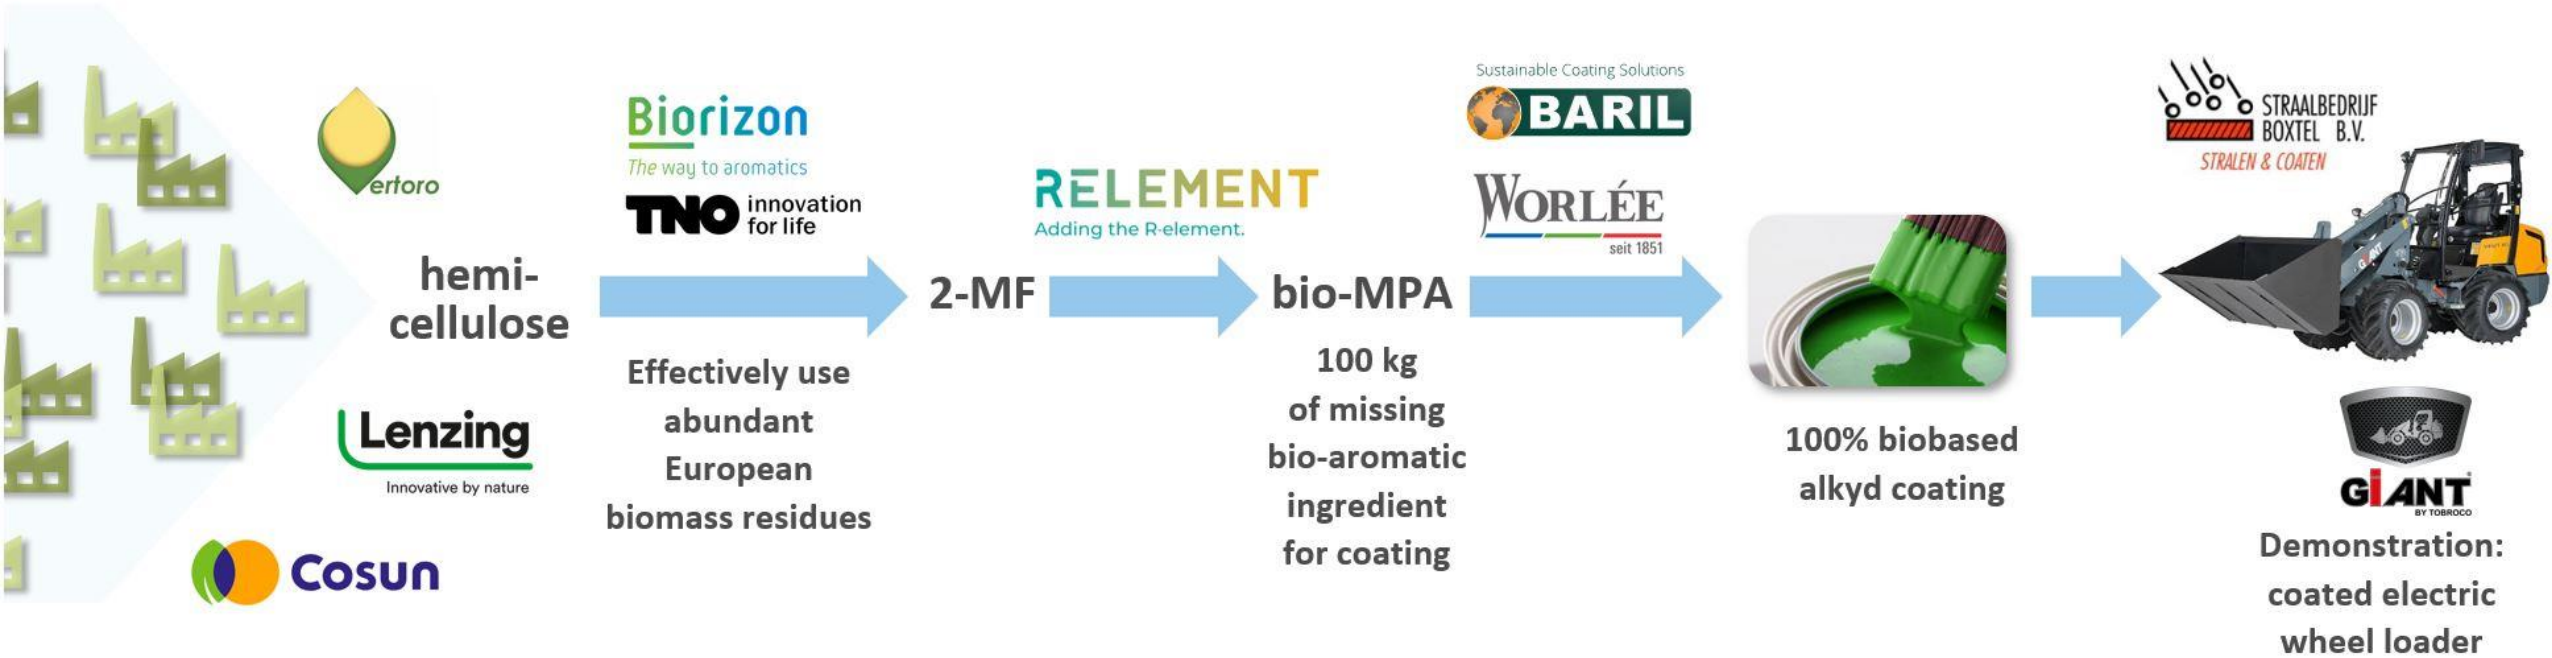 Vertoro
hemi-
cellulose
Lenzing
Innovative by nature
Cosun
Biorizon
The way to aromatics
TNO innovation
for life
Effectively use
abundant
European
biomass residues
2-MF
RELEMENT
Adding the R-element.
bio-MPA
100 kg
of missing
bio-aromatic
ingredient
for coating
Sustainable Coating Solutions
BARIL
WORLÉE
seit 1851
100% biobased
alkyd coating
STRAALBEDRIJF
BOXTEL B.V.
STRALEN & COATEN
GiANT
GiANT
BY TOBROCO
Demonstration:
coated electric
wheel loader